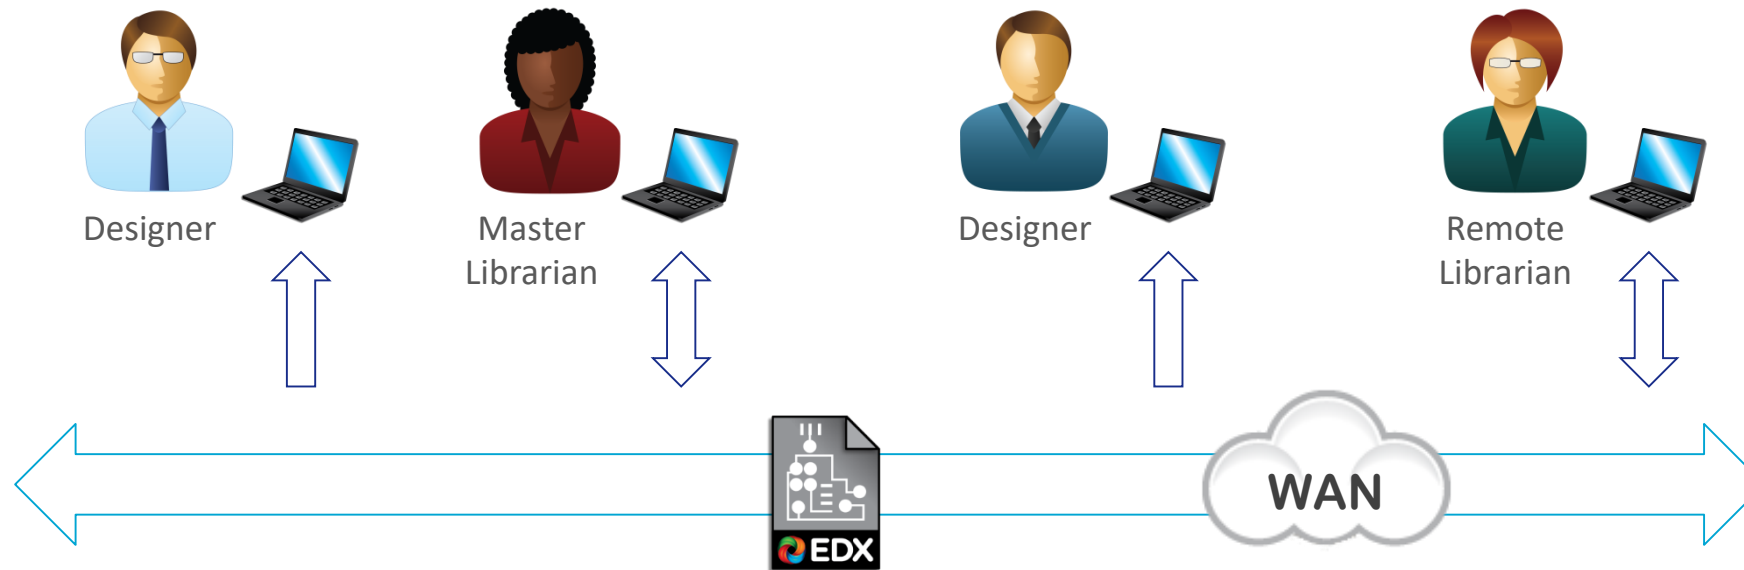 Designer
Master
Librarian
Designer
Remote
Librarian
WAN
EDX